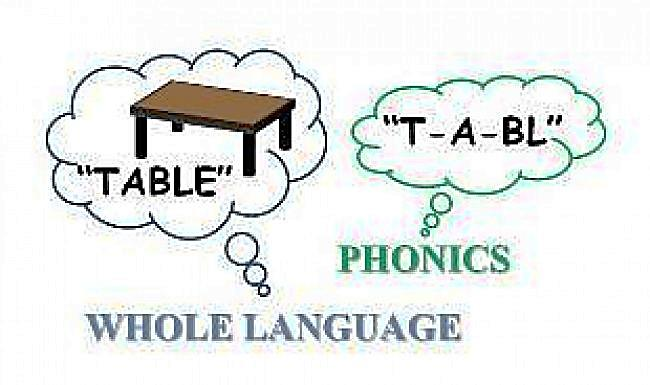 “TABLE”
“T-A-BL”
PHONICS
WHOLE LANGUAGE